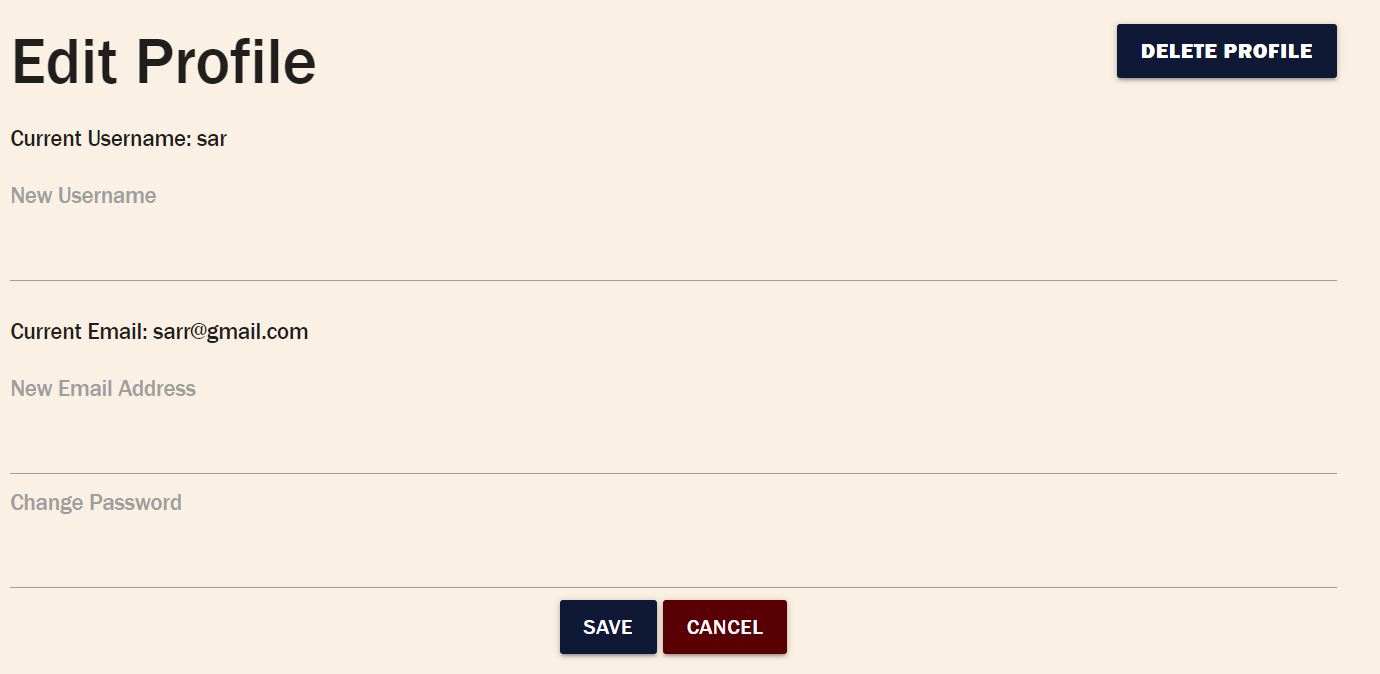 Edit Profile
DELETE PROFILE
Current Username: sar
New Username
Current Email: sarr@gmail.com
New Email Address
Change Password
SAVE
CANCEL